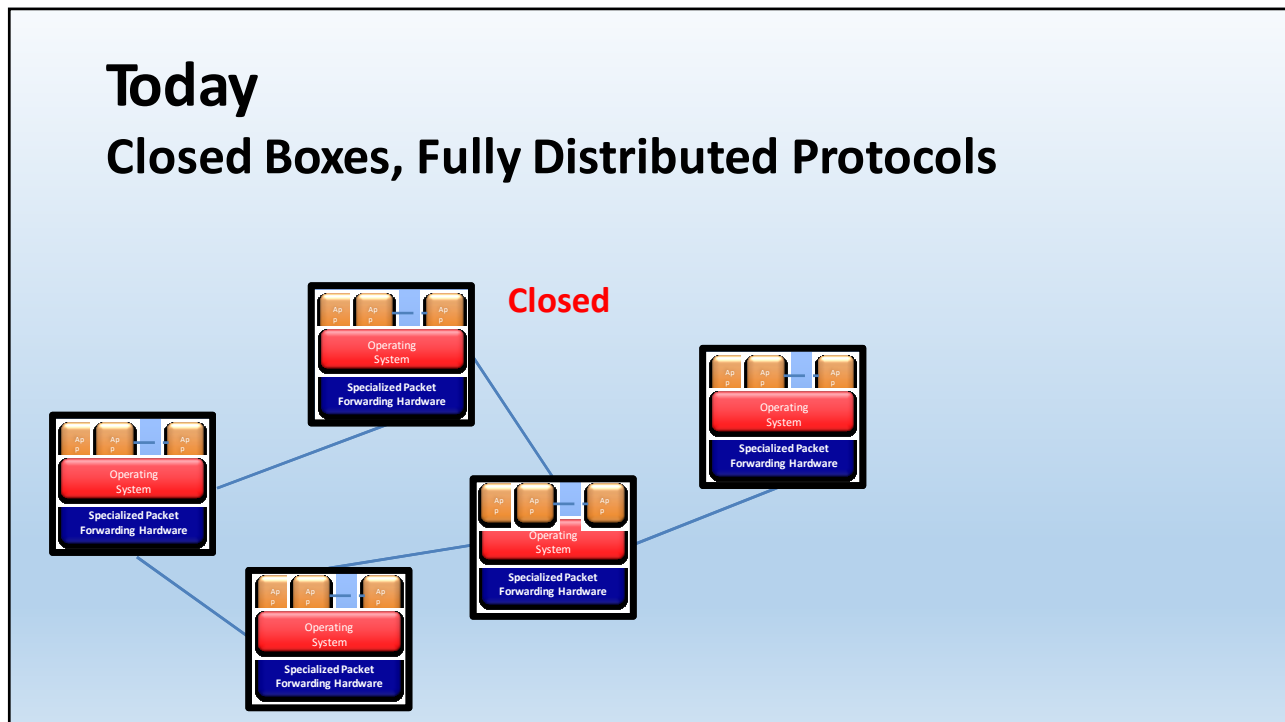 Today
Closed Boxes, Fully Distributed Protocols
Closed
Ap
p
Ap
p
Ap
p
Operating
System
Specialized Packet
Forwarding Hardware
Ap
p
Ap
p
Ap
p
Operating
System
Specialized Packet
Forwarding Hardware
Ap
p
Ap
p
Ap
p
Operating
System
Specialized Packet
Forwarding Hardware
Ap
p
Ap
p
Ap
p
Operating
System
Specialized Packet
Forwarding Hardware
Ap
p
Ap
p
Ap
p
Operating
System
Specialized Packet
Forwarding Hardware